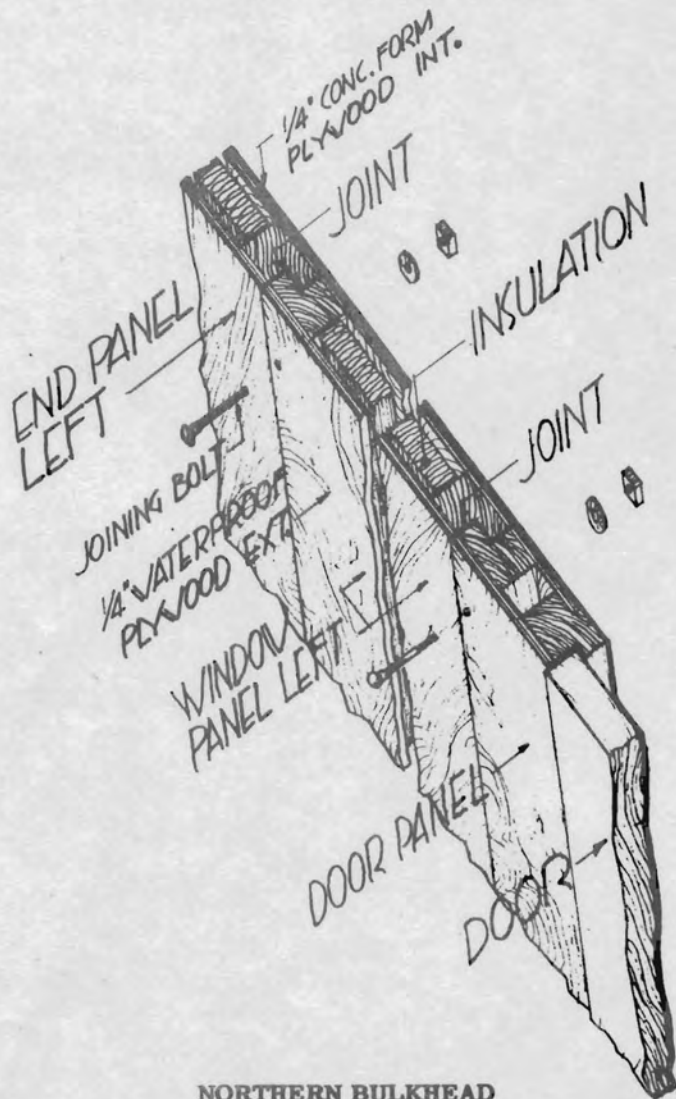 1/4" CONC. FORM
PLYWOOD INT.
JOINT
INSULATION
END PANEL
LEFT
JOINT
JOINING BOLT
1/4" WATERPROOF
PLYWOOD EXT.
WINDOW
PANEL LEFT
DOOR PANEL
DOOR
NORTHERN BULKHEAD